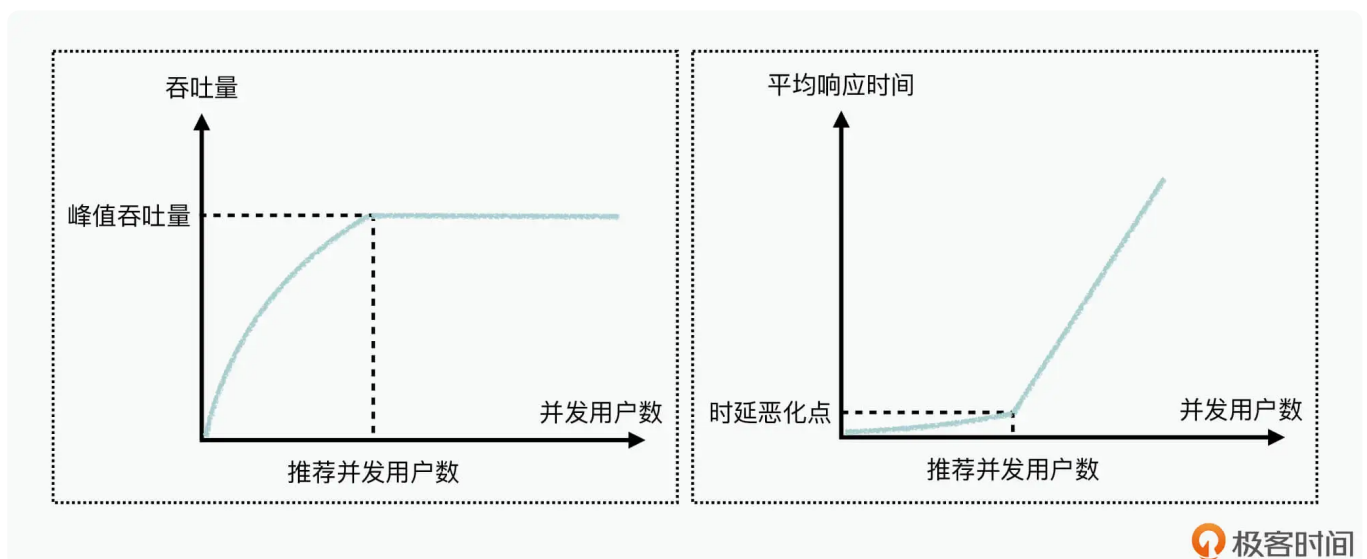 吞吐量
峰值吞吐量
并发用户数
推荐并发用户数
平均响应时间
时延恶化点
并发用户数
推荐并发用户数
极客时间